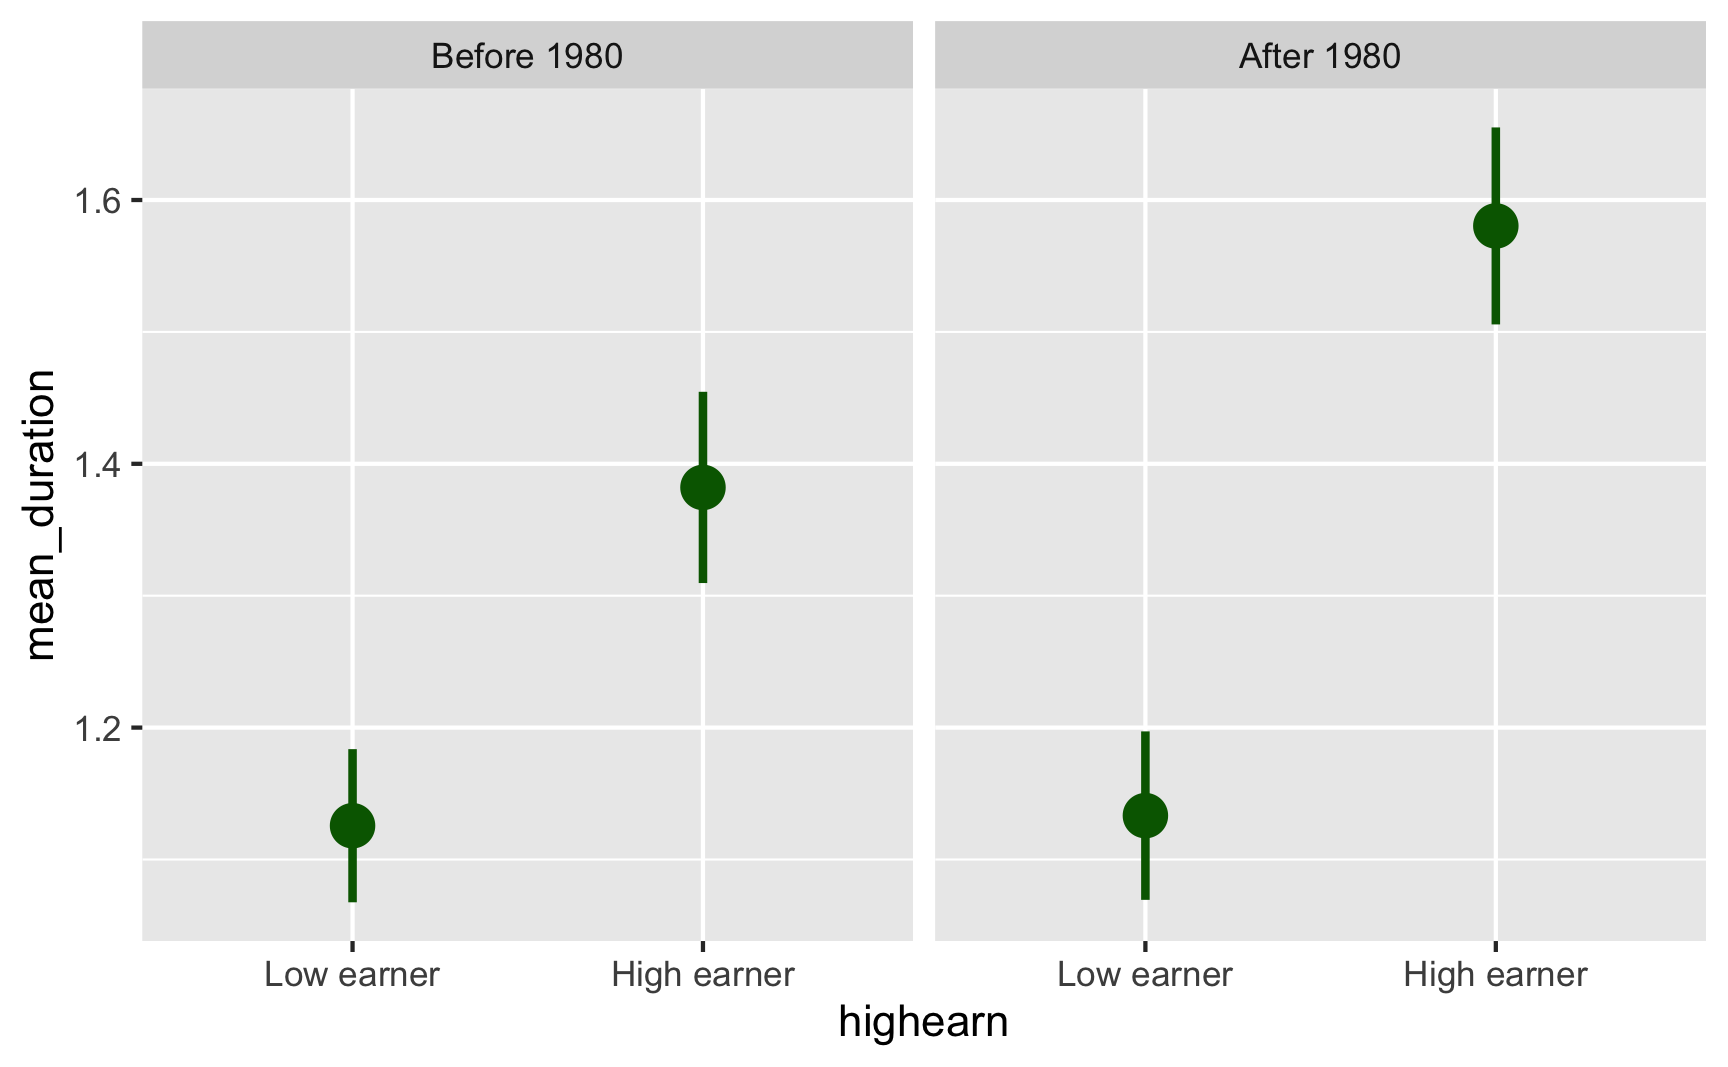 Before 1980
After 1980
1.6
1.4
1.2
mean_duration
Low earner
High earner
Low earner
High earner
highearn